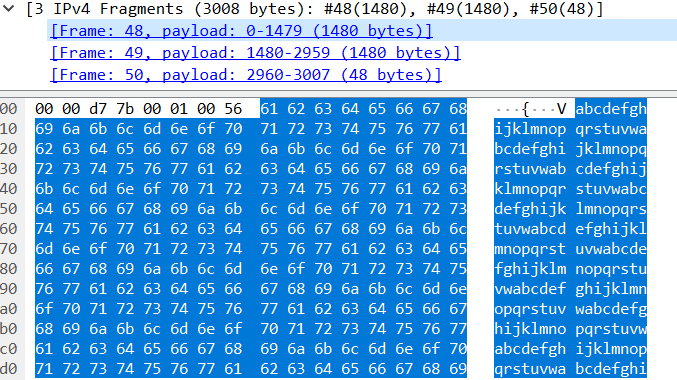 [3 IPv4 Fragments (3008 bytes): #48(1480), #49(1480), #50(48)]
[Frame: 48, payload: 0-1479 (1480 bytes)]
[Frame: 49, payload: 1480-2959 (1480 bytes)]
[Frame: 50, payload: 2960-3007 (48 bytes)]
00 00 00 d7 7b 00 01 00 56 61 62 63 64 65 66 67 68 ···{···V abcdefgh
10 69 6a 6b 6c 6d 6e 6f 70 71 72 73 74 75 76 77 61 ijklmnop qrstuvwa
20 62 63 64 65 66 67 68 69 6a 6b 6c 6d 6e 6f 70 71 bcdefghi jklmnopq
30 72 73 74 75 76 77 61 62 63 64 65 66 67 68 69 6a rstuvwab cdefghij
40 6b 6c 6d 6e 6f 70 71 72 73 74 75 76 77 61 62 63 klmnopqr stuvwabc
50 64 65 66 67 68 69 6a 6b 6c 6d 6e 6f 70 71 72 73 defghijk lmnopqrs
60 74 75 76 77 61 62 63 64 65 66 67 68 69 6a 6b 6c tuvwabcd efghijkl
70 6d 6e 6f 70 71 72 73 74 75 76 77 61 62 63 64 65 mnopqrst uvwabcde
80 66 67 68 69 6a 6b 6c 6d 6e 6f 70 71 72 73 74 75 fghijklm nopqrstu
90 76 77 61 62 63 64 65 66 67 68 69 6a 6b 6c 6d 6e vwabcdef ghijklmn
a0 6f 70 71 72 73 74 75 76 77 61 62 63 64 65 66 67 opqrstuv wabcdefg
b0 68 69 6a 6b 6c 6d 6e 6f 70 71 72 73 74 75 76 77 hijklmno pqrstuvw
c0 61 62 63 64 65 66 67 68 69 6a 6b 6c 6d 6e 6f 70 abcdefgh ijklmnop
d0 71 72 73 74 75 76 77 61 62 63 64 65 66 67 68 69 qrstuvwa bcdefghi